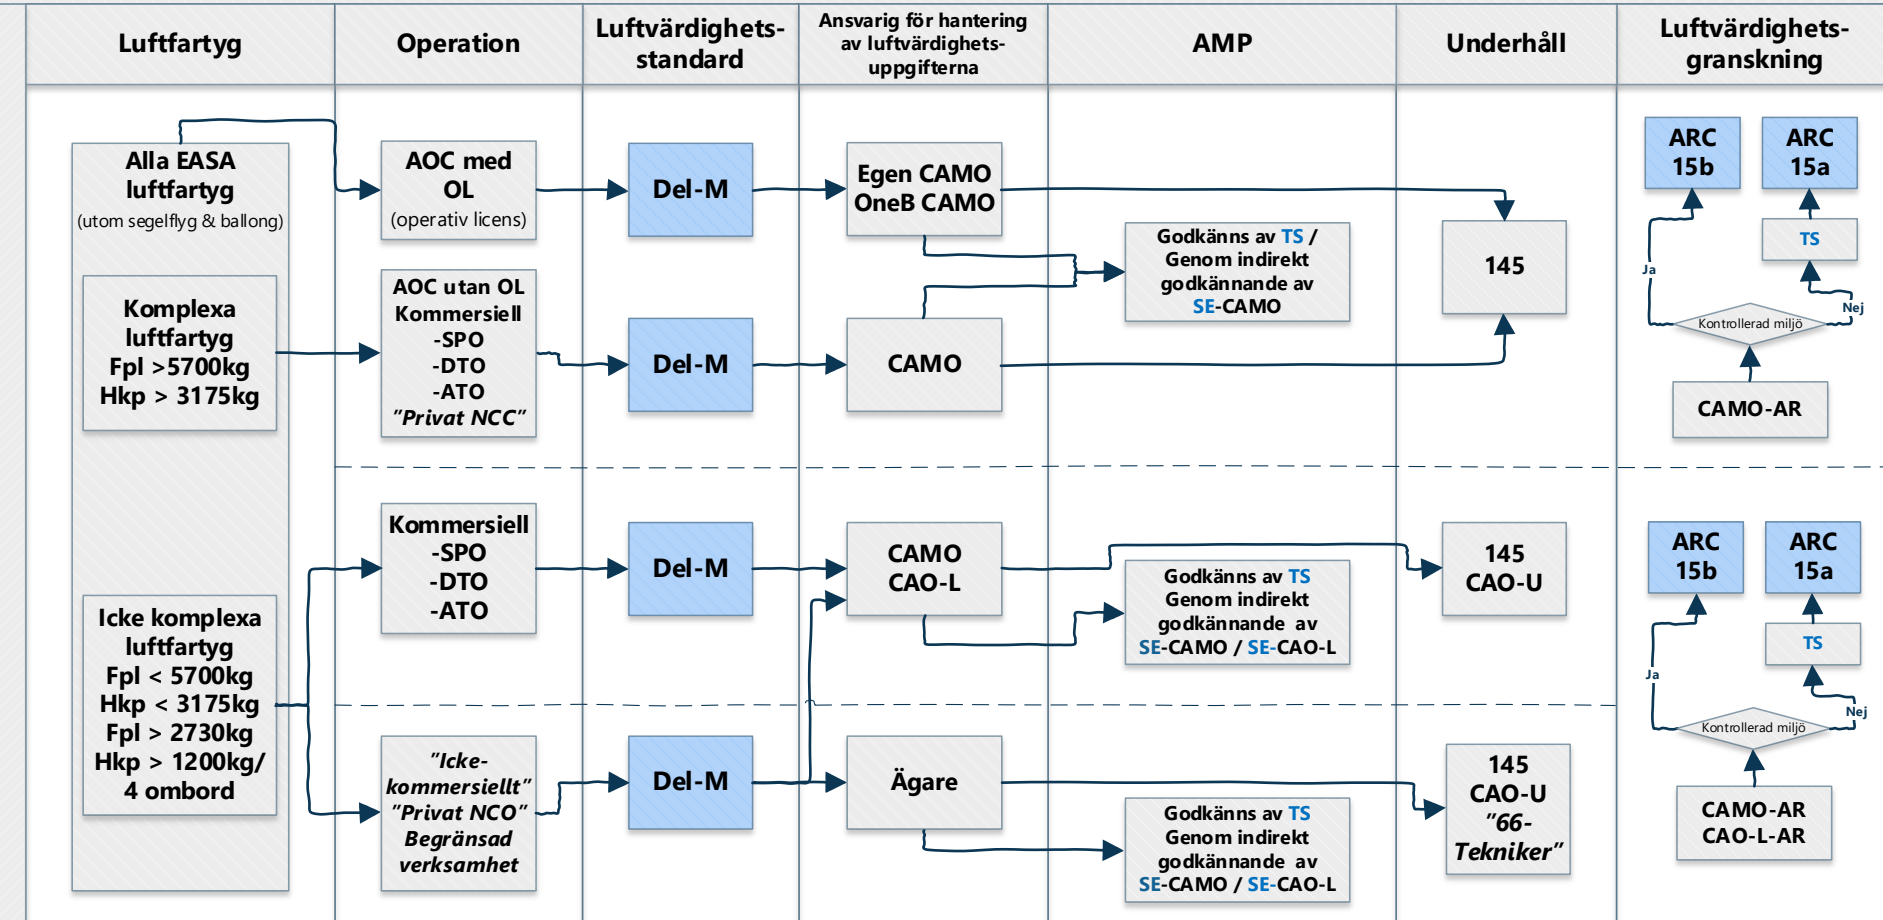 Luftfartyg
Operation
Luftvärdighets-
standard
Ansvarig för hantering
av luftvärdighets-
uppgifterna
AMP
Underhåll
Luftvärdighets-
granskning
Alla EASA
luftfartyg
(utom segelflyg & ballong)
AOC med
OL
(operativ licens)
Del-M
Egen CAMO
OneB CAMO
Godkänns av TS /
Genom indirekt
godkännande av
SE-CAMO
145
ARC
15b
ARC
15a
TS
Ja
Nej
Kontrollerad miljö
CAMO-AR
Komplexa
luftfartyg
Fpl >5700kg
Hkp > 3175kg
AOC utan OL
Kommersiell
-SPO
-DTO
-ATO
"Privat NCC"
Del-M
CAMO
Icke komplexa
luftfartyg
Fpl < 5700kg
Hkp < 3175kg
Fpl > 2730kg
Hkp > 1200kg/
4 ombord
Kommersiell
-SPO
-DTO
-ATO
Del-M
CAMO
CAO-L
Godkänns av TS
Genom indirekt
godkännande av
SE-CAMO / SE-CAO-L
145
CAO-U
ARC
15b
ARC
15a
TS
Ja
Nej
Kontrollerad miljö
CAMO-AR
CAO-L-AR
"Icke-
kommersiellt"
"Privat NCO"
Begränsad
verksamhet
Del-M
Ägare
Godkänns av TS
Genom indirekt
godkännande av
SE-CAMO / SE-CAO-L
145
CAO-U
"66-
Tekniker"